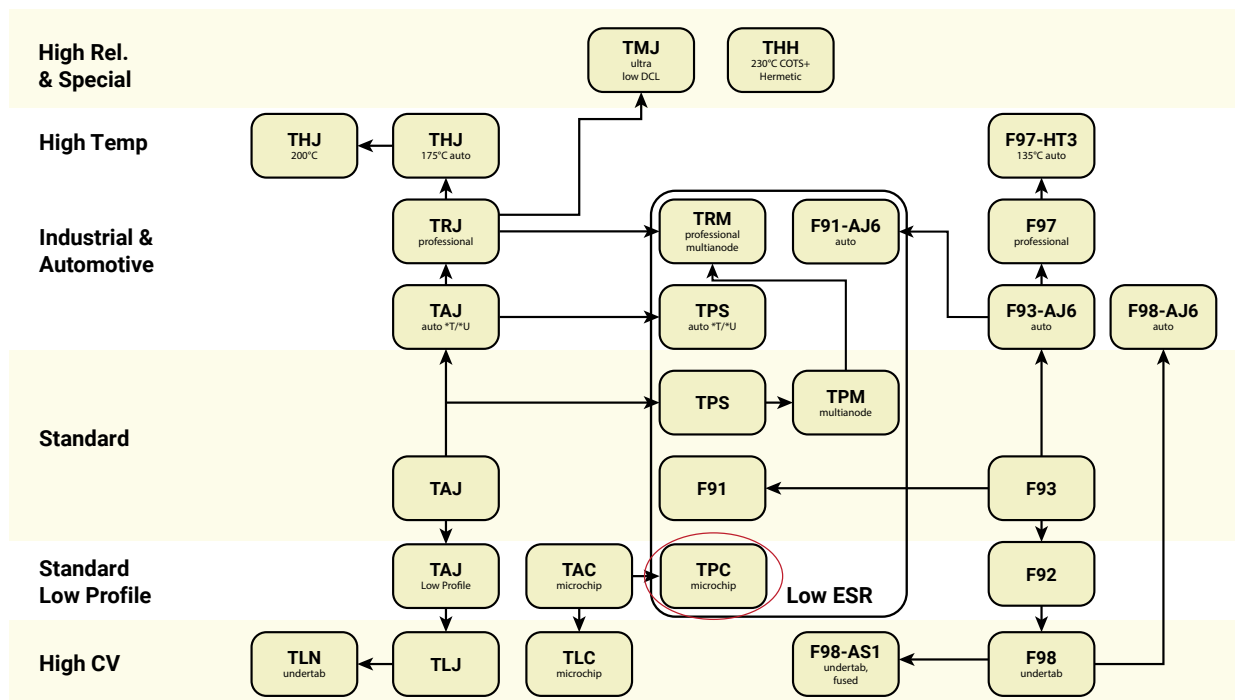 High Rel.
& Special
TMJ
ultra
low DCL
THH
230°C COTS+
Hermetic
High Temp
THJ
200°C
THJ
175°C auto
F97-HT3
135°C auto
Industrial &
Automotive
TRJ
professional
TRM
professional
multianode
F91-AJ6
auto
F97
professional
TAJ
auto *T/*U
TPS
auto *T/*U
F93-AJ6
auto
F98-AJ6
auto
Standard
TPS
TPM
multianode
TAJ
F91
F93
Standard
Low Profile
TAJ
Low Profile
TAC
microchip
TPC
microchip
Low ESR
F92
High CV
TLN
undertab
TLJ
TLC
microchip
F98-AS1
undertab,
fused
F98
undertab